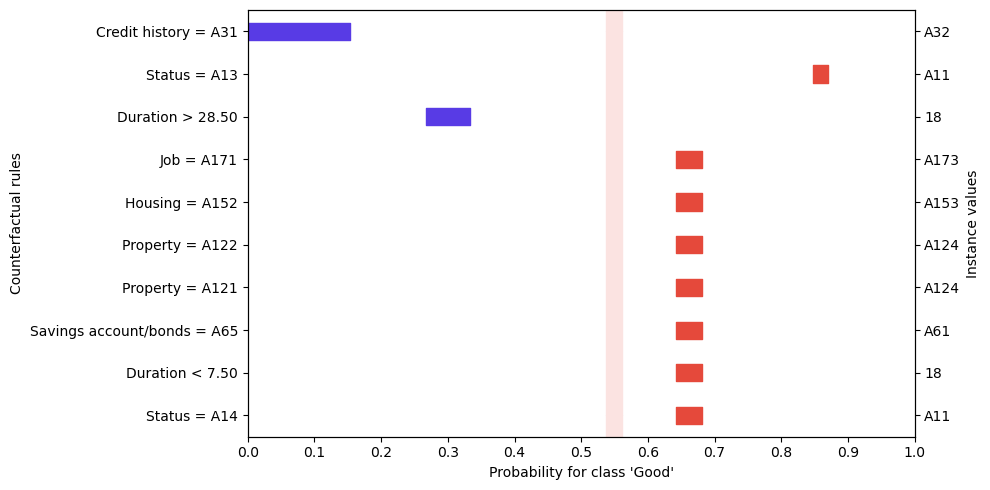 Credit history = A31
A32
Status = A13
A11
Duration > 28.50
18
Job = A171
A173
Housing = A152
A153
Property = A122
A124
Property = A121
A124
Savings account/bonds = A65
A61
Duration < 7.50
18
Status = A14
A11
Counterfactual rules
Instance values
0.0 0.1 0.2 0.3 0.4 0.5 0.6 0.7 0.8 0.9 1.0
Probability for class 'Good'